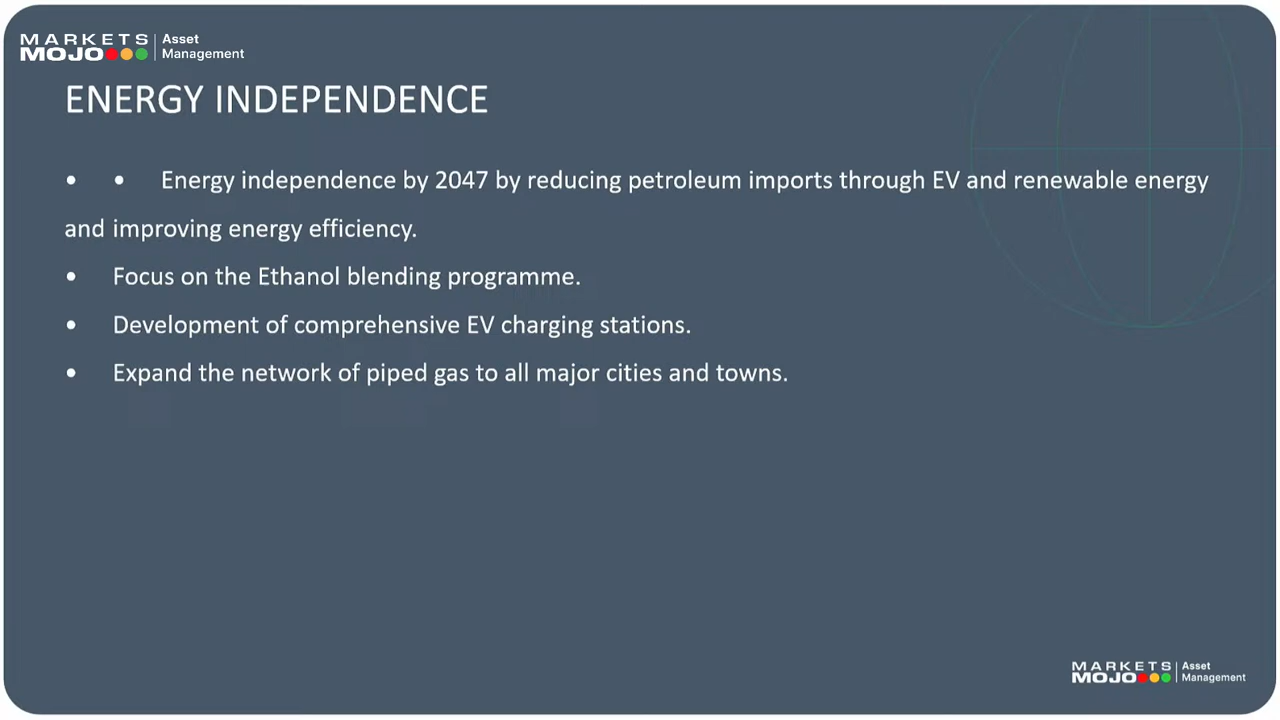 MARKETS MOJO Asset Management
ENERGY INDEPENDENCE
• • Energy independence by 2047 by reducing petroleum imports through EV and renewable energy
and improving energy efficiency.
• Focus on the Ethanol blending programme.
• Development of comprehensive EV charging stations.
• Expand the network of piped gas to all major cities and towns.
MARKETS MOJO Asset Management